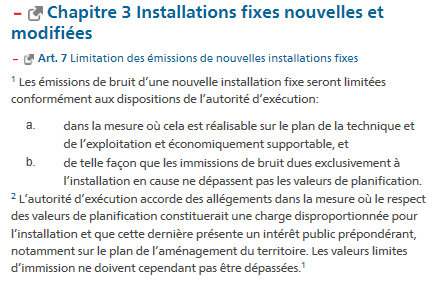 – Chapitre 3 Installations fixes nouvelles et
modifiées
– Art. 7 Limitation des émissions de nouvelles installations fixes
1 Les émissions de bruit d’une nouvelle installation fixe seront limitées
conformément aux dispositions de l’autorité d’exécution:
a. dans la mesure où cela est réalisable sur le plan de la technique et
de l’exploitation et économiquement supportable, et
b. de telle façon que les immissions de bruit dues exclusivement à
l’installation en cause ne dépassent pas les valeurs de planification.
2 L’autorité d’exécution accorde des allégements dans la mesure où le respect
des valeurs de planification constituerait une charge disproportionnée pour
l’installation et que cette dernière présente un intérêt public prépondérant,
notamment sur le plan de l’aménagement du territoire. Les valeurs limites
d’immission ne doivent cependant pas être dépassées.1